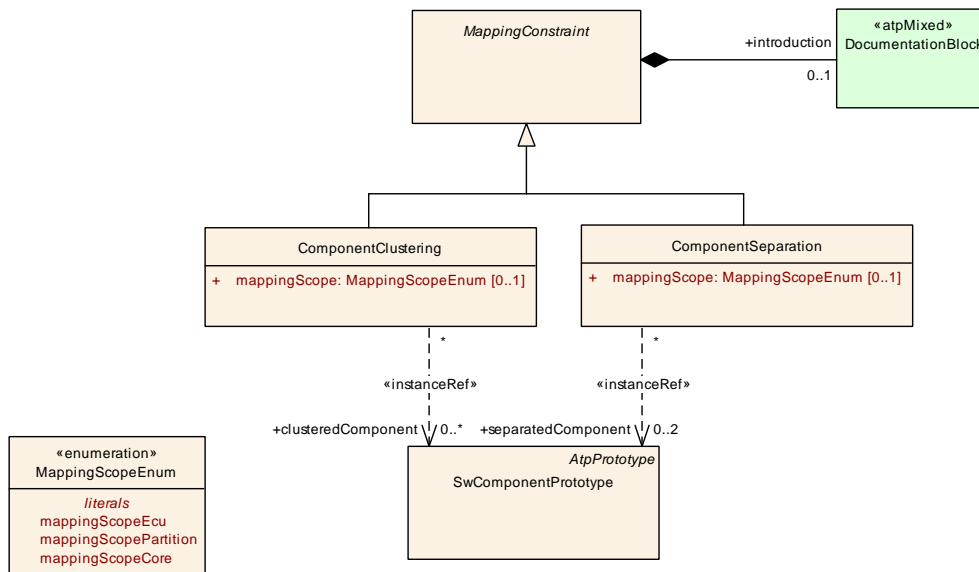 MappingConstraint
«atpMixed»
DocumentationBlock
+introduction
0..1
ComponentClustering
+ mappingScope: MappingScopeEnum [0..1]
ComponentSeparation
+ mappingScope: MappingScopeEnum [0..1]
*
*
«instanceRef»
«instanceRef»
+clusteredComponent
0..*
+separatedComponent
0..2
AtpPrototype
SwComponentPrototype
«enumeration»
MappingScopeEnum
literals
mappingScopeEcu
mappingScopePartition
mappingScopeCore